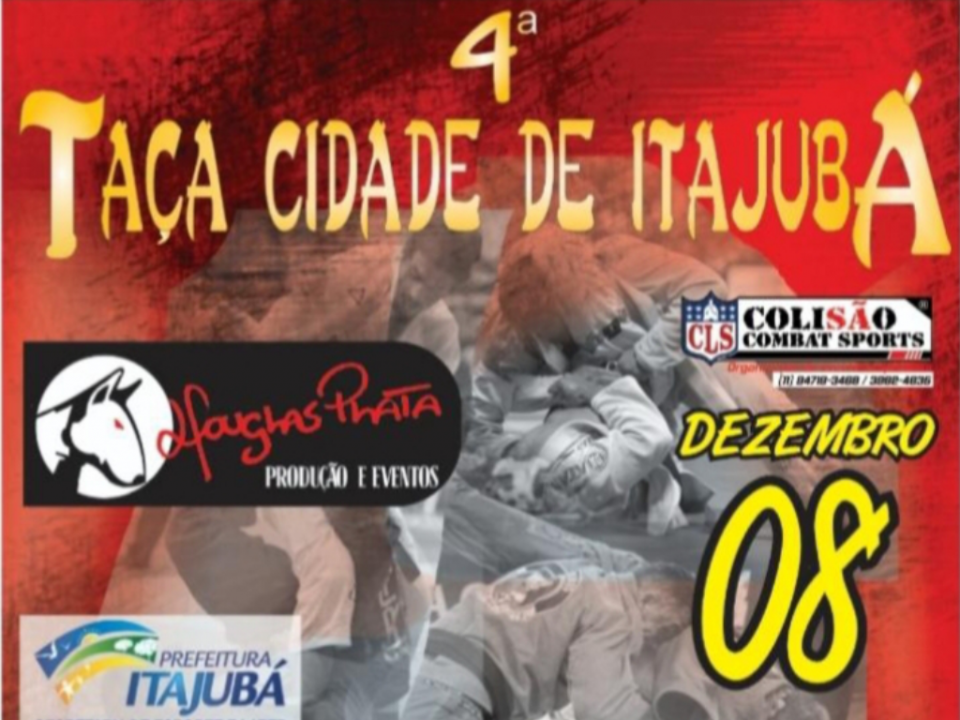 4ª
TAÇA CIDADE DE ITAJUBÁ
CLS
COLISÃO
COMBAT SPORTS
Douglas Prata
PRODUÇÃO E EVENTOS
DEZEMBRO
08
PREFEITURA
ITAJUBÁ